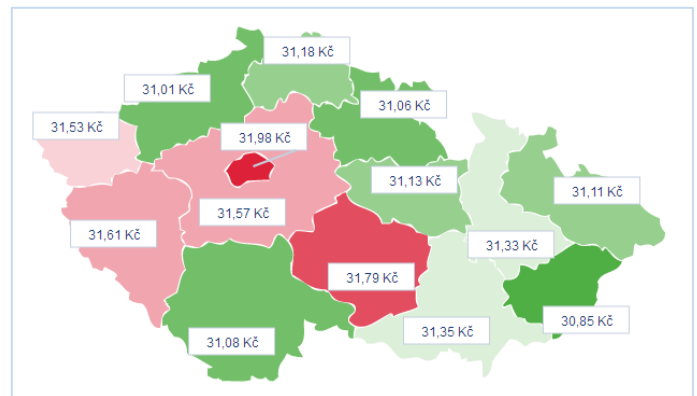 31,18 Kč
31,01 Kč
31,06 Kč
31,53 Kč
31,98 Kč
31,13 Kč
31,11 Kč
31,57 Kč
31,61 Kč
31,33 Kč
31,79 Kč
30,85 Kč
31,35 Kč
31,08 Kč